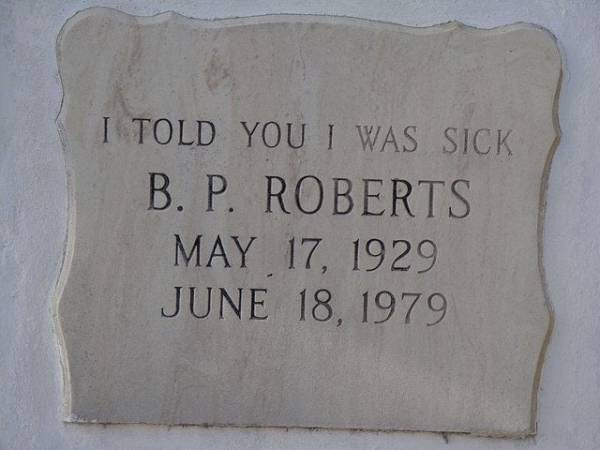 I TOLD YOU I WAS SICK
B. P. ROBERTS
MAY 17, 1929
JUNE 18, 1979